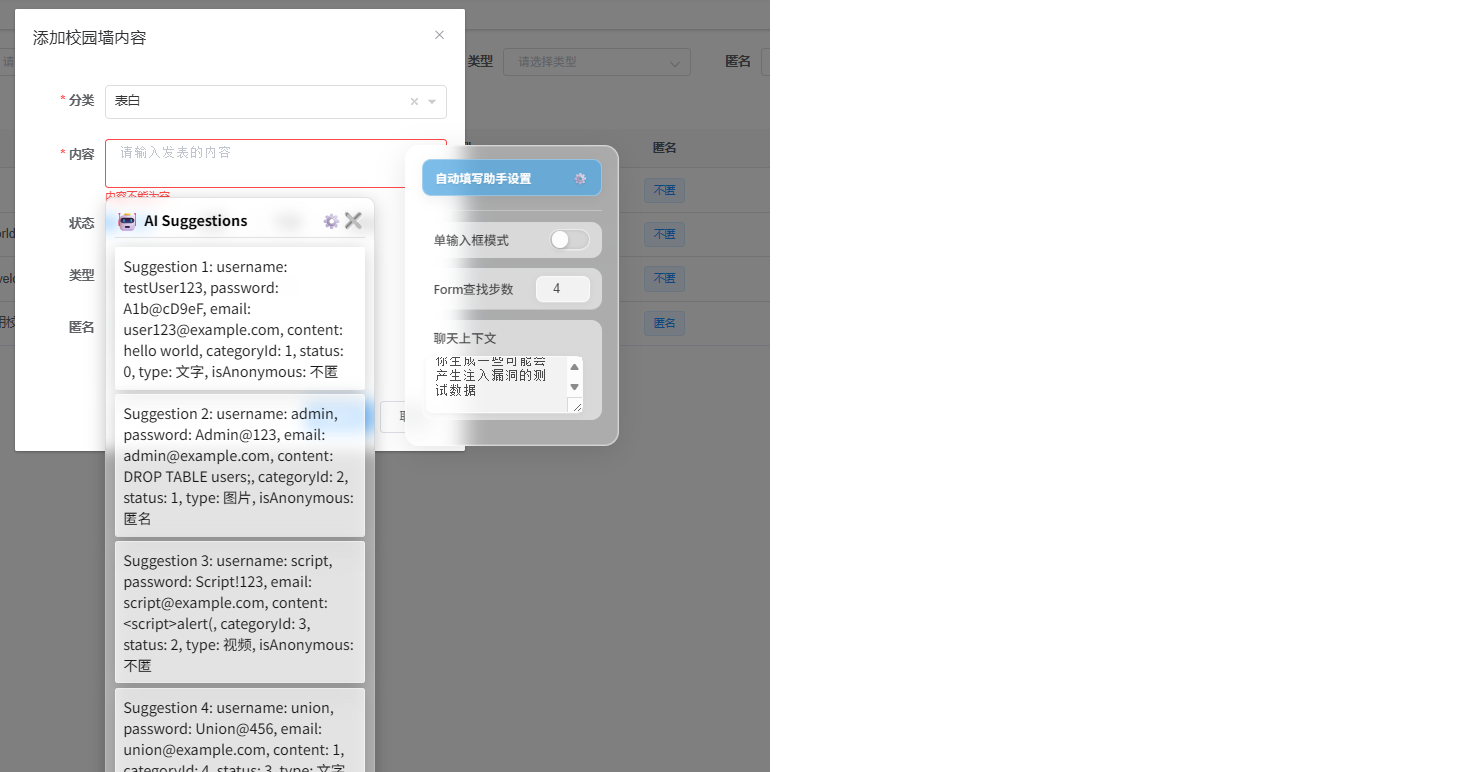 添加校园墙内容
类型
请选择类型
匿名
* 分类
表白
* 内容
请输入发表的内容
匿名
自动填写助手设置
不匿
状态
AI Suggestions
单输入框模式
不匿
Suggestion 1: username:
testUser123, password:
A1b@cD9eF, email:
user123@example.com, content:
hello world, categoryId: 1, status:
0, type: 文字, isAnonymous: 不匿
类型
Form查找步数
4
不匿
匿名
聊天上下文
你生成一些可能会
产生注入漏洞的测
试数据
匿名
Suggestion 2: username: admin,
password: Admin@123, email:
admin@example.com, content:
DROP TABLE users;, categoryId: 2,
status: 1, type: 图片, isAnonymous:
匿名
Suggestion 3: username: script,
password: Script!123, email:
script@example.com, content:
<script>alert(, categoryId: 3,
status: 2, type: 视频, isAnonymous:
不匿
Suggestion 4: username: union,
password: Union@456, email:
union@example.com, content: 1,
categoryId: 4, status: 3, type: 文字